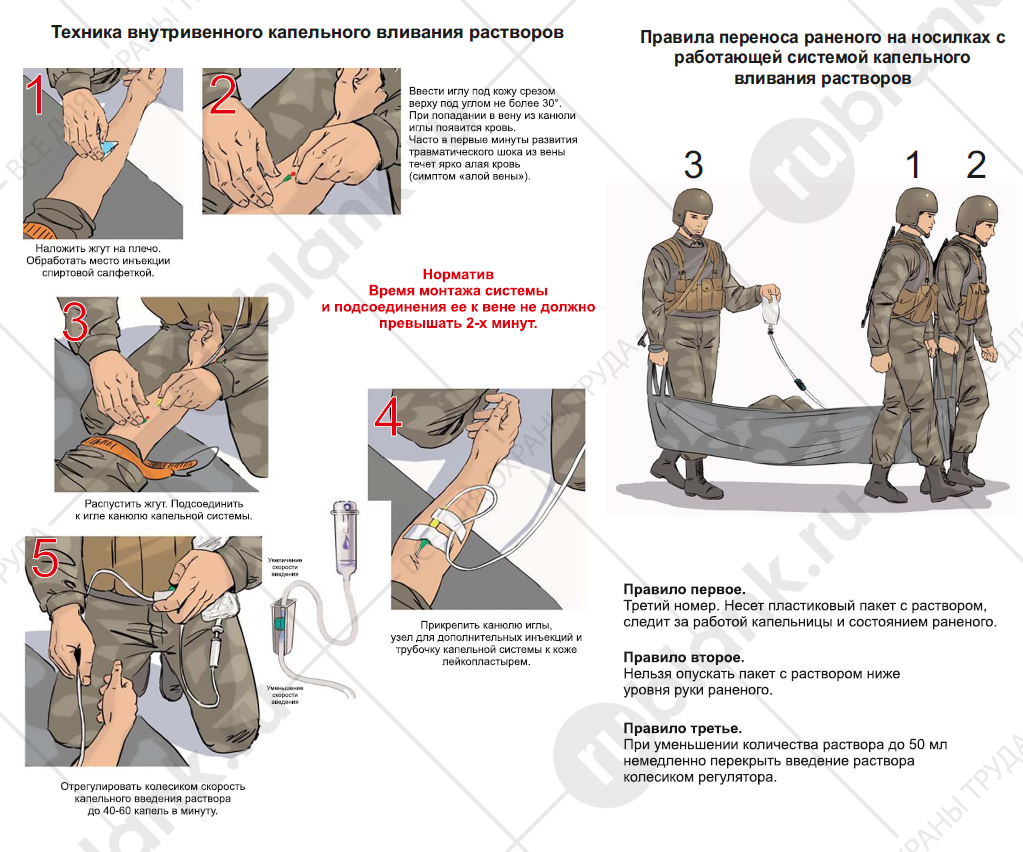 Техника внутривенного капельного вливания растворов
1
Наложить жгут на плечо.
Обработать место инъекции
спиртовой салфеткой.
2
Ввести иглу под кожу срезом
верху под углом не более 30°.
При попадании в вену из канюли
иглы появится кровь.
Часто в первые минуты развития
травматического шока из вены
течет ярко алая кровь
(симптом «алой вены»).
Норматив
Время монтажа системы
и подсоединения ее к вене не должно
превышать 2-х минут.
3
Распустить жгут. Подсоединить
к игле канюлю капельной системы.
4
Прикрепить канюлю иглы,
узел для дополнительных инъекций и
трубочку капельной системы к коже
лейкопластырем.
5
Увеличение
скорости
введения
Уменьшение
скорости
введения
Отрегулировать колесиком скорость
капельного введения раствора
до 40-60 капель в минуту.
Правила переноса раненого на носилках с
работающей системой капельного
вливания растворов
3 1 2
Правило первое.
Третий номер. Несет пластиковый пакет с раствором,
следит за работой капельницы и состоянием раненого.
Правило второе.
Нельзя опускать пакет с раствором ниже
уровня руки раненого.
Правило третье.
При уменьшении количества раствора до 50 мл
немедленно перекрыть введение раствора
колесиком регулятора.
rublank.ru